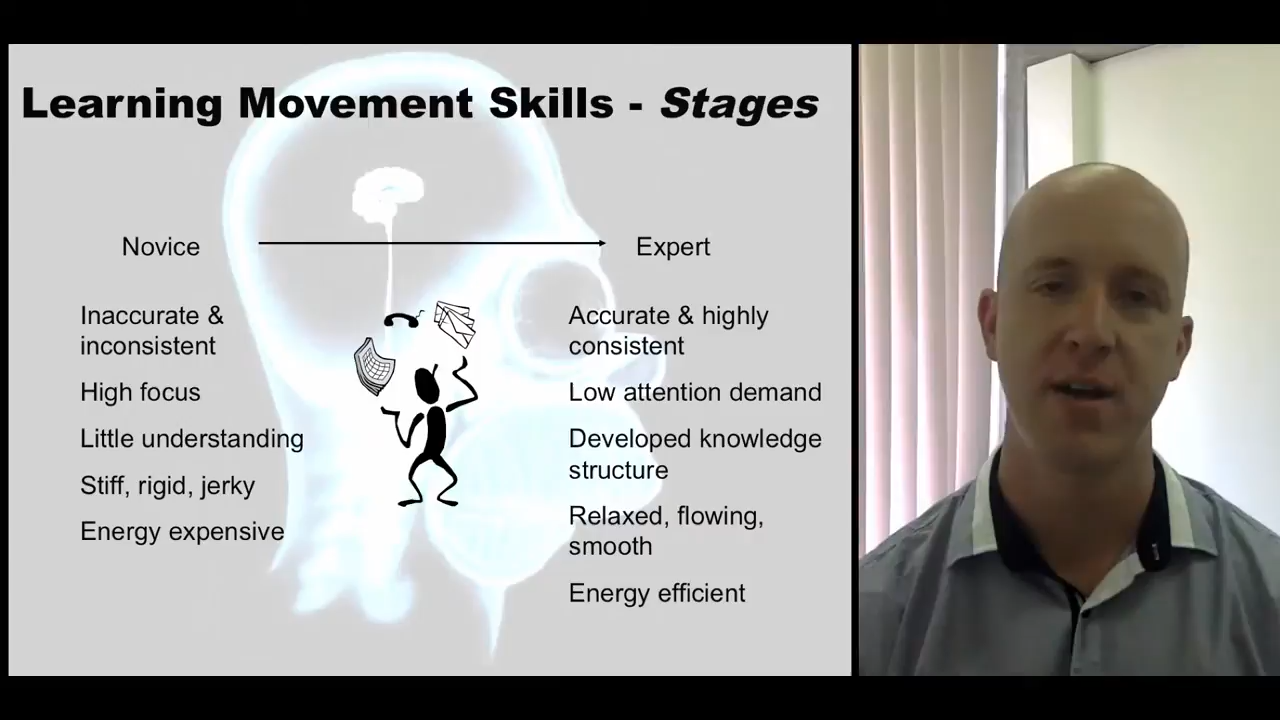 Learning Movement Skills - Stages
Novice
Expert
Inaccurate &
inconsistent
High focus
Little understanding
Stiff, rigid, jerky
Energy expensive
Accurate & highly
consistent
Low attention demand
Developed knowledge
structure
Relaxed, flowing,
smooth
Energy efficient